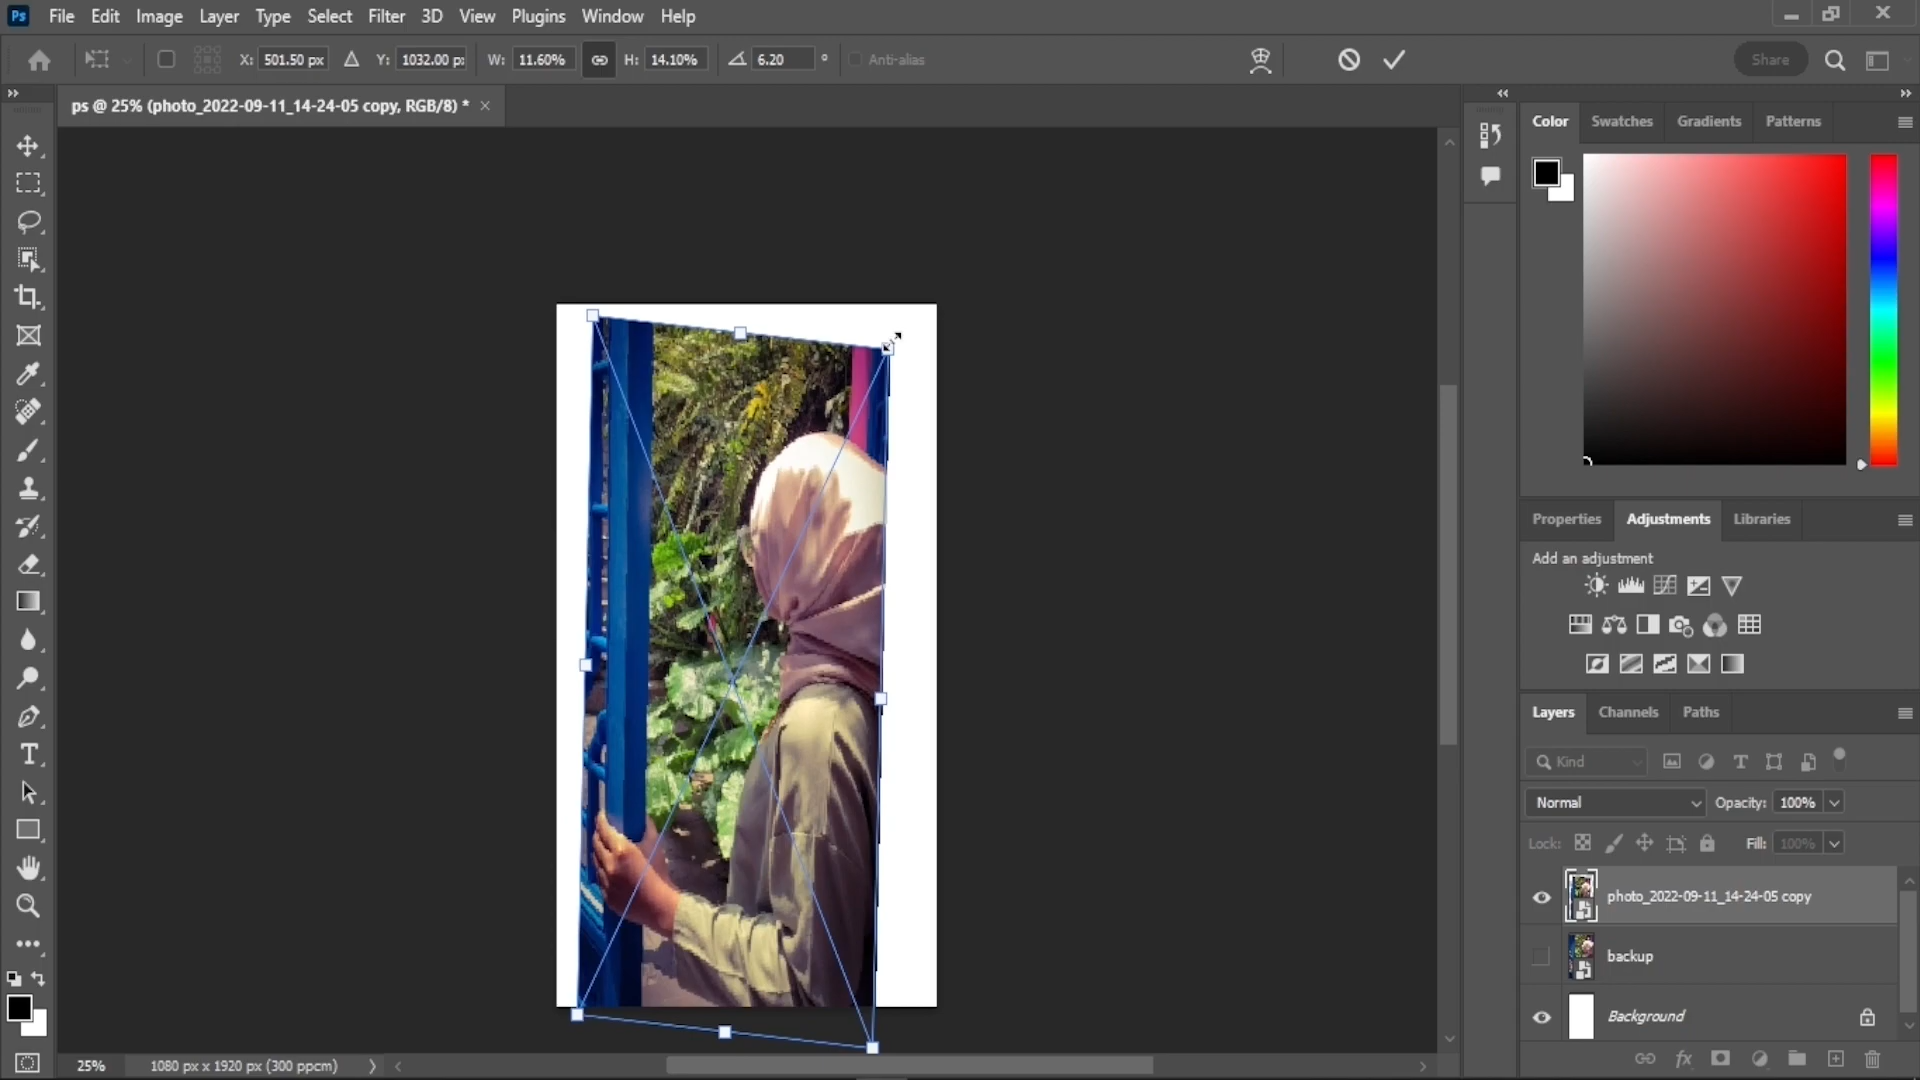 Ps File Edit Image Layer Type Select Filter 3D View Plugins Window Help
X: 501.50 px Y: 1032.00 px W: 11.60% H: 14.10% 6.20 ° Anti-alias Share
ps @ 25% (photo_2022-09-11_14-24-05 copy, RGB/8) *
Color Swatches Gradients Patterns
Properties Adjustments Libraries
Add an adjustment
Layers Channels Paths
Kind
Normal Opacity: 100%
Lock: Fill: 100%
photo_2022-09-11_14-24-05 copy
backup
Background
25% 1080 px x 1920 px (300 ppcm)